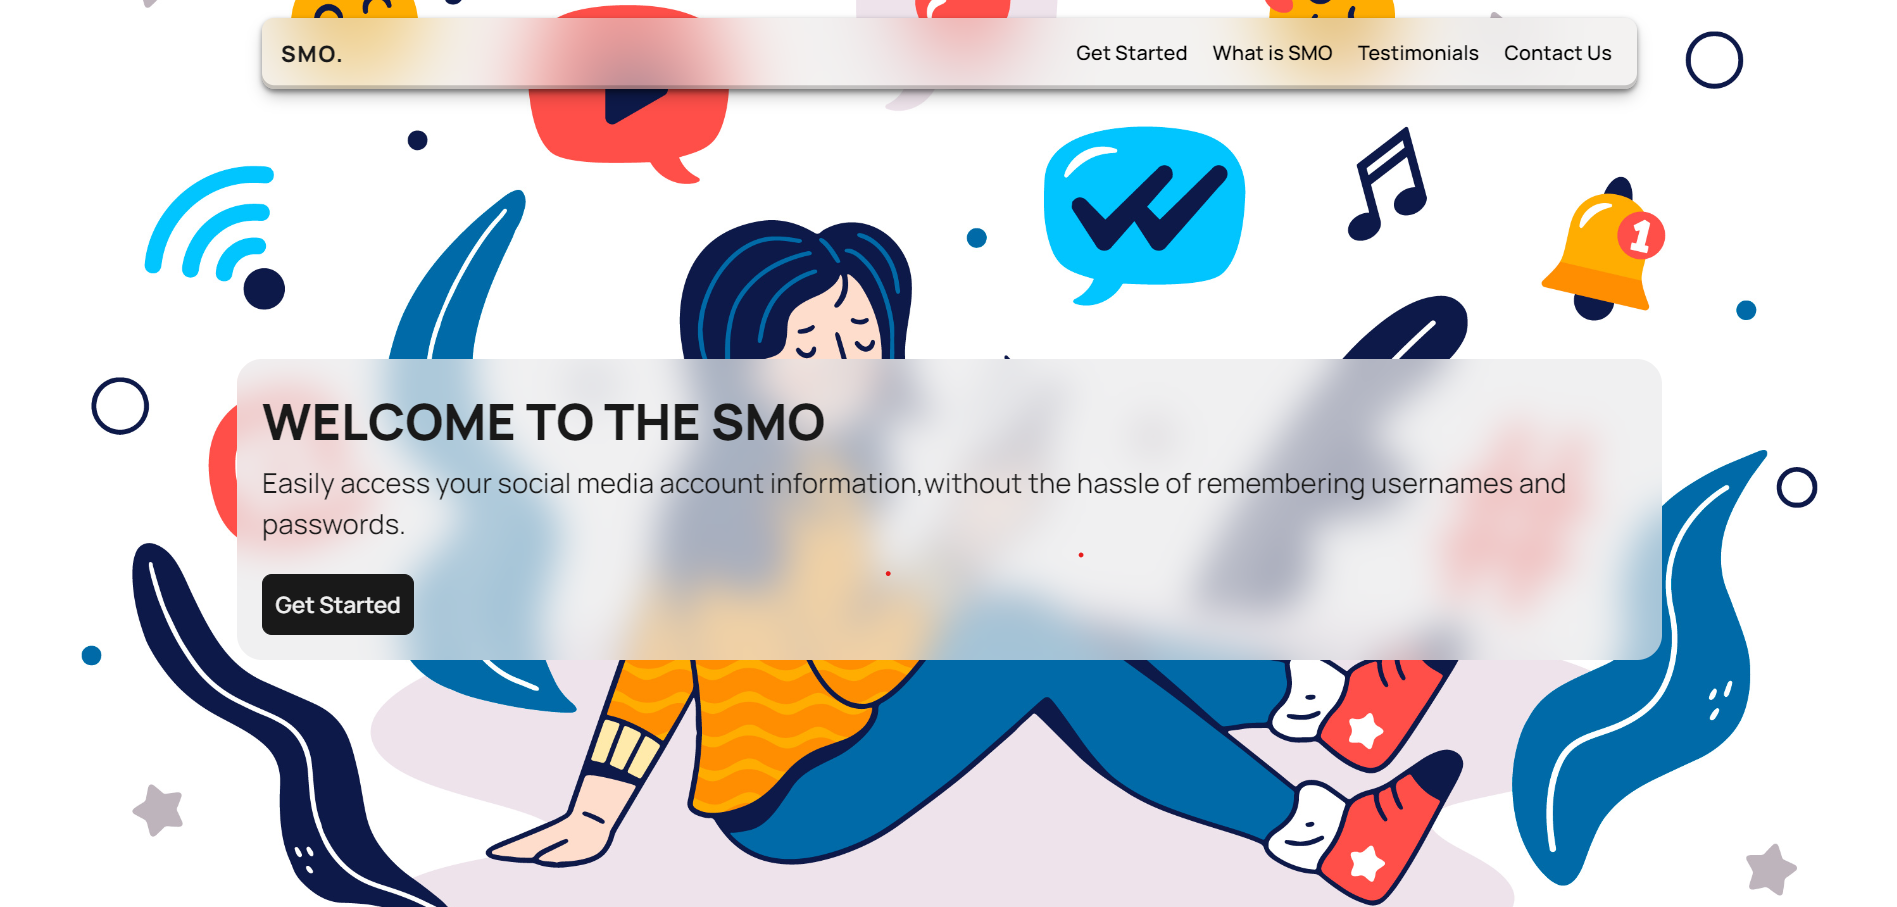 SMO.
Get Started
What is SMO
Testimonials
Contact Us
1
WELCOME TO THE SMO
Easily access your social media account information,without the hassle of remembering usernames and
passwords.
Get Started